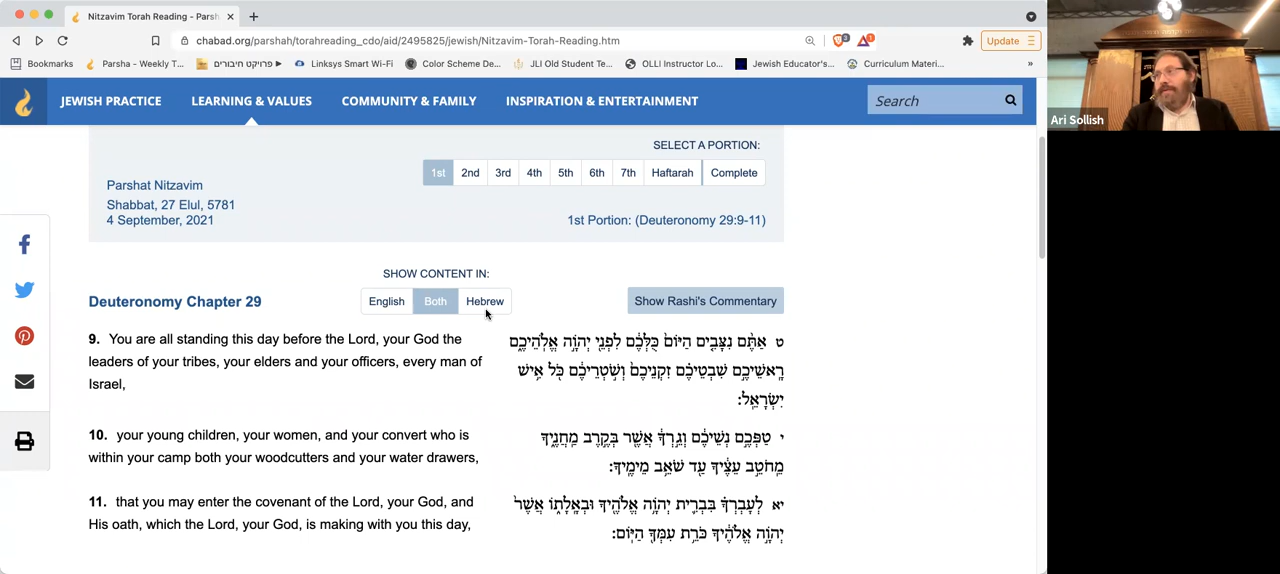 Nitzavim Torah Reading - Parsh
chabad.org/parshah/torahreading_cdo/aid/2495825/jewish/Nitzavim-Torah-Reading.htm
3
1
Update
Bookmarks
Parsha - Weekly T...
פרוייקט חיבורים
Linksys Smart Wi-Fi
Color Scheme De...
JLI Old Student Te...
OLLI Instructor Lo...
Jewish Educator's...
Curriculum Materi...
»
JEWISH PRACTICE
LEARNING & VALUES
COMMUNITY & FAMILY
INSPIRATION & ENTERTAINMENT
Search
Ari Sollish
SELECT A PORTION:
1st 2nd 3rd 4th 5th 6th 7th Haftarah Complete
Parshat Nitzavim
Shabbat, 27 Elul, 5781
4 September, 2021
1st Portion: (Deuteronomy 29:9-11)
SHOW CONTENT IN:
Deuteronomy Chapter 29
English Both Hebrew
Show Rashi's Commentary
9. You are all standing this day before the Lord, your God the
leaders of your tribes, your elders and your officers, every man of
Israel,
ט אַתֶּ֨ם נִצָּבִ֤ים הַיּוֹם֙ כֻּלְּכֶ֔ם לִפְנֵ֖י יְהֹוָ֣ה אֱלֹֽהֵיכֶ֑ם
רָֽאשֵׁיכֶ֣ם שִׁבְטֵיכֶ֗ם זִקְנֵיכֶם֙ וְשֹׁ֣טְרֵיכֶ֔ם כֹּ֖ל אִ֥ישׁ
יִשְׂרָאֵֽל:
10. your young children, your women, and your convert who is
within your camp both your woodcutters and your water drawers,
י טַפְּכֶ֣ם נְשֵׁיכֶ֔ם וְגֵ֣רְךָ֔ אֲשֶׁ֖ר בְּקֶ֣רֶב מַֽחֲנֶ֑יךָ
מֵֽחֹטֵ֣ב עֵצֶ֔יךָ עַ֖ד שֹׁאֵ֥ב מֵימֶֽיךָ:
11. that you may enter the covenant of the Lord, your God, and
His oath, which the Lord, your God, is making with you this day,
יא לְעָבְרְךָ֗ בִּבְרִ֛ית יְהֹוָ֥ה אֱלֹהֶ֖יךָ וּבְאָֽלָת֑וֹ אֲשֶׁר֙
יְהֹוָ֣ה אֱלֹהֶ֔יךָ כֹּרֵ֥ת עִמְּךָ֖ הַיּֽוֹם: